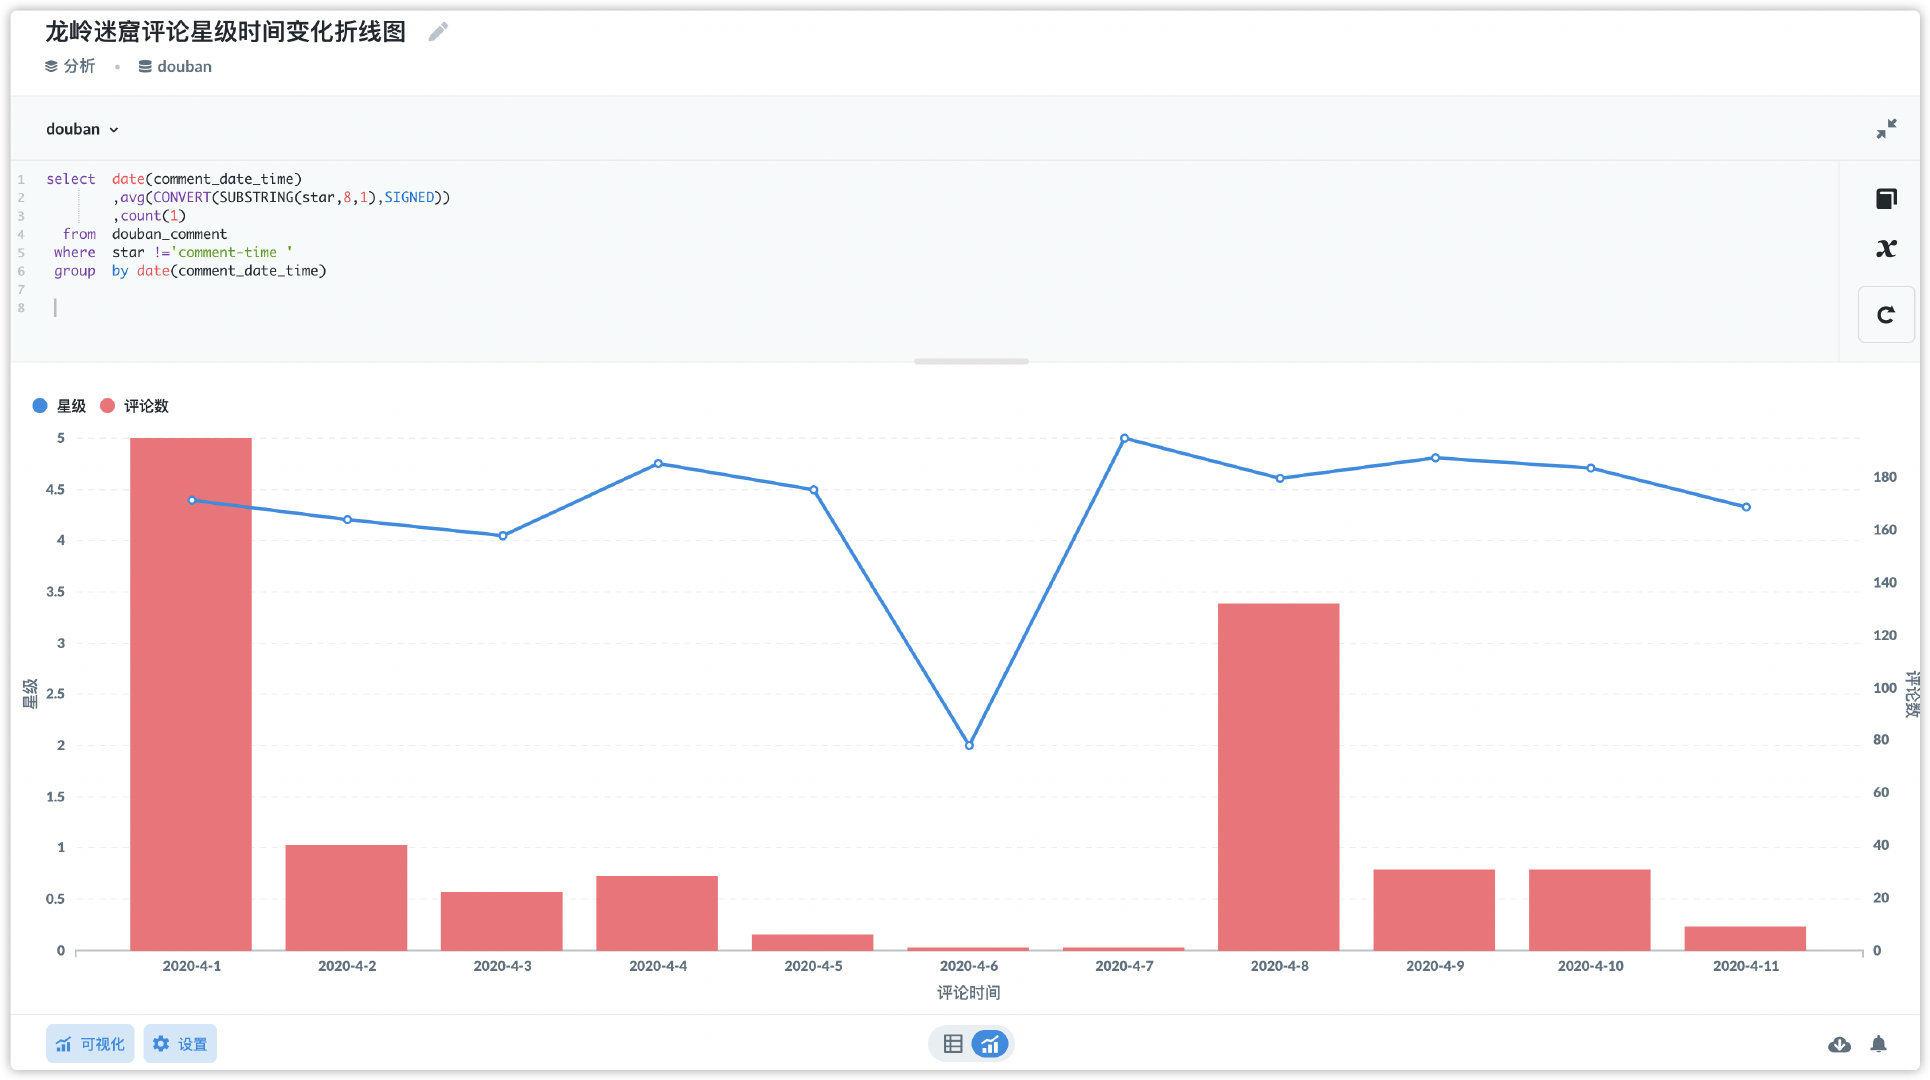 龙岭迷窟评论星级时间变化折线图
分析 • douban
douban
1 select date(comment_date_time)
2 ,avg(CONVERT(SUBSTRING(star,8,1),SIGNED))
3 ,count(1)
4 from douban_comment
5 where star !='comment-time '
6 group by date(comment_date_time)
7
8
星级 评论数
5
4.5
4
3.5
3
2.5
2
1.5
1
0.5
0
星级
180
160
140
120
100
80
60
40
20
0
评论数
2020-4-1 2020-4-2 2020-4-3 2020-4-4 2020-4-5 2020-4-6 2020-4-7 2020-4-8 2020-4-9 2020-4-10 2020-4-11
评论时间
可视化 设置